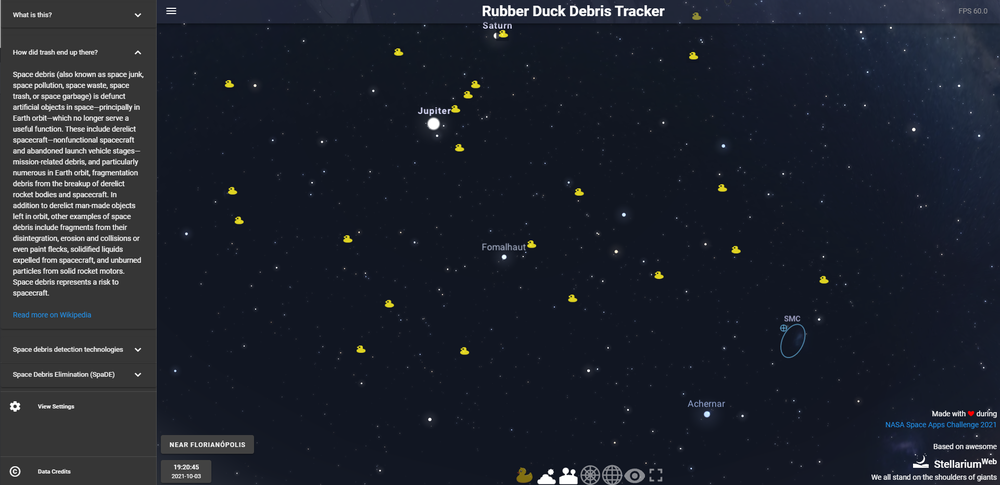 What is this?
How did trash end up there?
Space debris (also known as space junk,
space pollution, space waste, space
trash, or space garbage) is defunct
artificial objects in space—principally in
Earth orbit—which no longer serve a
useful function. These include derelict
spacecraft—nonfunctional spacecraft
and abandoned launch vehicle stages—
mission-related debris, and particularly
numerous in Earth orbit, fragmentation
debris from the breakup of derelict
rocket bodies and spacecraft. In
addition to derelict man-made objects
left in orbit, other examples of space
debris include fragments from their
disintegration, erosion and collisions or
even paint flecks, solidified liquids
expelled from spacecraft, and unburned
particles from solid rocket motors.
Space debris represents a risk to
spacecraft.
Read more on Wikipedia
Space debris detection technologies
Space Debris Elimination (SpaDE)
View Settings
Data Credits
Rubber Duck Debris Tracker
FPS 60.0
Saturn
Jupiter
Fomalhaut
SMC
Achernar
NEAR FLORIANÓPOLIS
19:20:45
2021-10-03
Made with ❤ during
NASA Space Apps Challenge 2021
Based on awesome
Stellarium Web
We all stand on the shoulders of giants